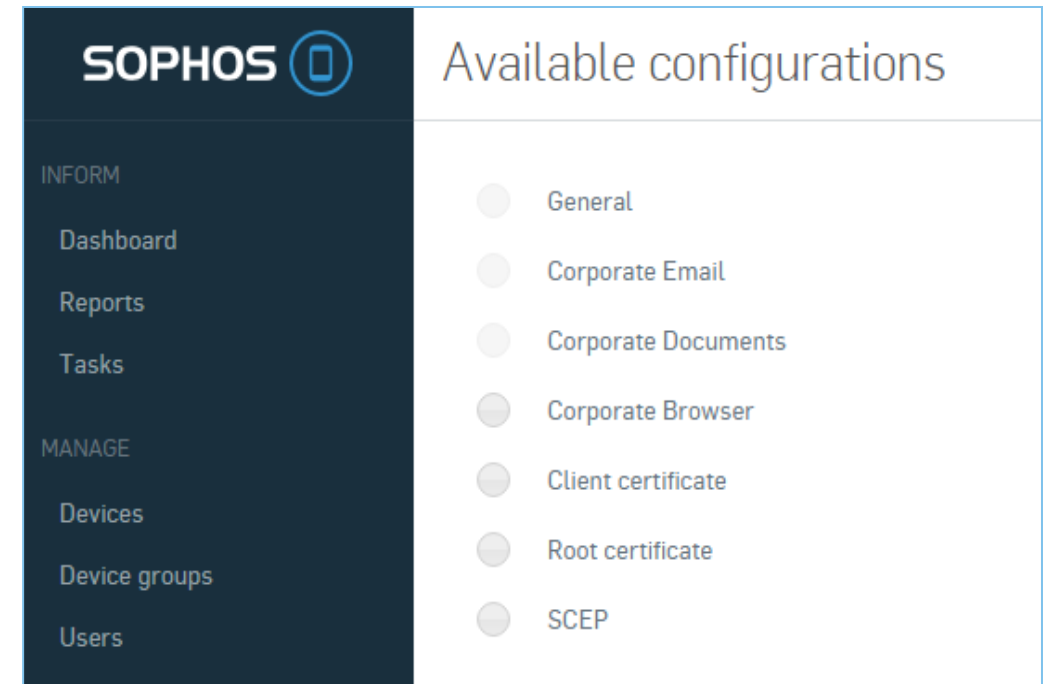 SOPHOS
Available configurations
INFORM
Dashboard
Reports
Tasks
MANAGE
Devices
Device groups
Users
General
Corporate Email
Corporate Documents
Corporate Browser
Client certificate
Root certificate
SCEP